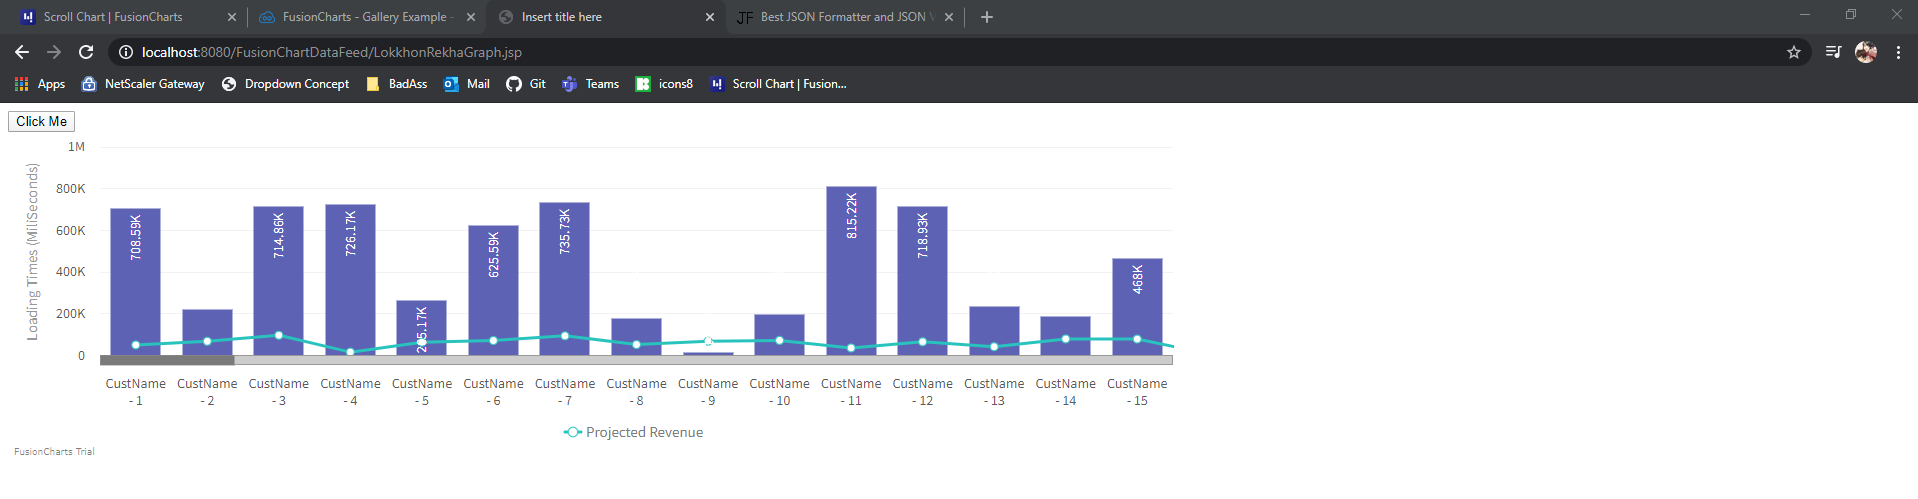 Scroll Chart | FusionCharts
FusionCharts - Gallery Example -
Insert title here
JF Best JSON Formatter and JSON V
localhost:8080/FusionChartDataFeed/LokkhonRekhaGraph.jsp
Apps NetScaler Gateway Dropdown Concept BadAss Mail Git Teams icons8 Scroll Chart | Fusion...
Click Me
Loading Times (MiliSeconds)
1M
800K
600K
400K
200K
0
708.59K
714.86K
726.17K
625.59K
735.73K
815.22K
718.93K
468K
CustName CustName CustName CustName CustName CustName CustName CustName CustName CustName CustName CustName CustName CustName CustName
- 1 - 2 - 3 - 4 - 5 - 6 - 7 - 8 - 9 - 10 - 11 - 12 - 13 - 14 - 15
Projected Revenue
FusionCharts Trial